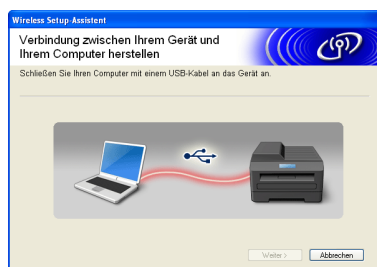 Wireless Setup-Assistent
Verbindung zwischen Ihrem Gerät und
Ihrem Computer herstellen
Schließen Sie Ihren Computer mit einem USB-Kabel an das Gerät an.
Weiter >
Abbrechen